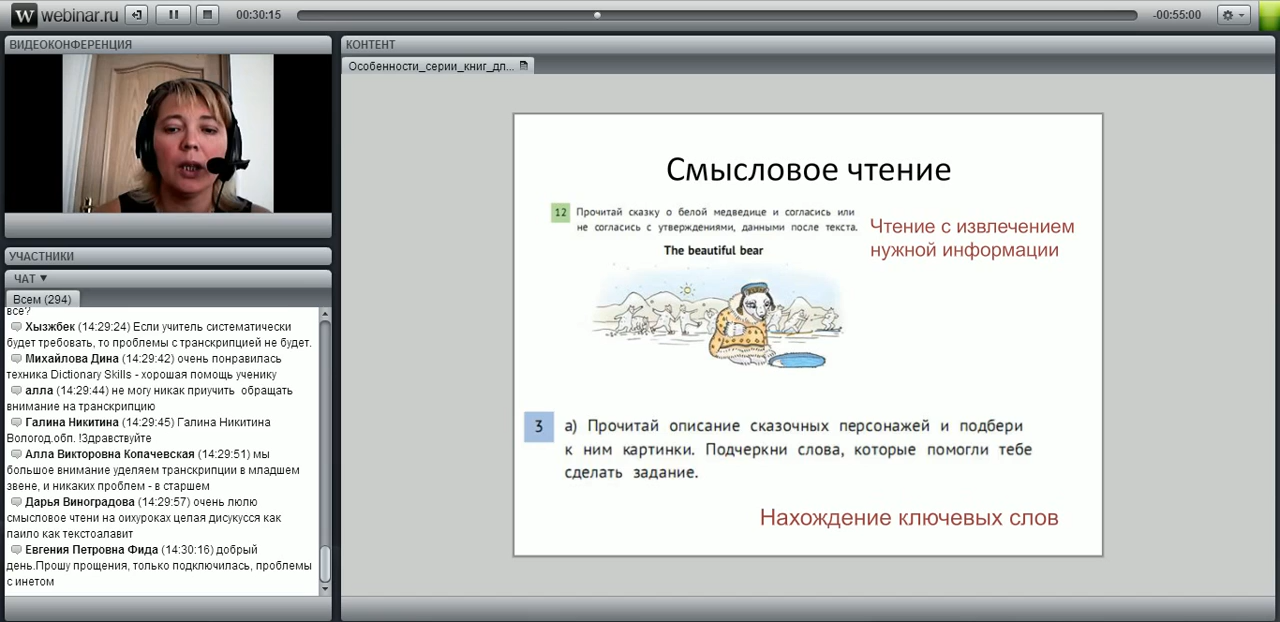 W webinar.ru
00:30:15
-00:55:00
ВИДЕОКОНФЕРЕНЦИЯ
УЧАСТНИКИ
ЧАТ
Всем (294)
все?
Хызжбек (14:29:24) Если учитель систематически
будет требовать, то проблемы с транскрипцией не будет.
Михайлова Дина (14:29:42) очень понравилась
техника Dictionary Skills - хорошая помощь ученику
алла (14:29:44) не могу никак приучить обращать
внимание на транскрипцию
Галина Никитина (14:29:45) Галина Никитина
Вологод.обл. !Здравствуйте
Алла Викторовна Копачевская (14:29:51) мы
большое внимание уделяем транскрипции в младшем
звене, и никаких проблем - в старшем
Дарья Виноградова (14:29:57) очень люлю
смысловое чтени на оихуроках целая дисукусся как
паило как текстоалавит
Евгения Петровна Фида (14:30:16) добрый
день.Прошу прощения, только подключилась, проблемы
с инетом
КОНТЕНТ
Особенности_серии_книг_дл...
Смысловое чтение
12 Прочитай сказку о белой медведице и согласись или
не согласись с утверждениями, данными после текста.
The beautiful bear
Чтение с извлечением
нужной информации
3 а) Прочитай описание сказочных персонажей и подбери
к ним картинки. Подчеркни слова, которые помогли тебе
сделать задание.
Нахождение ключевых слов